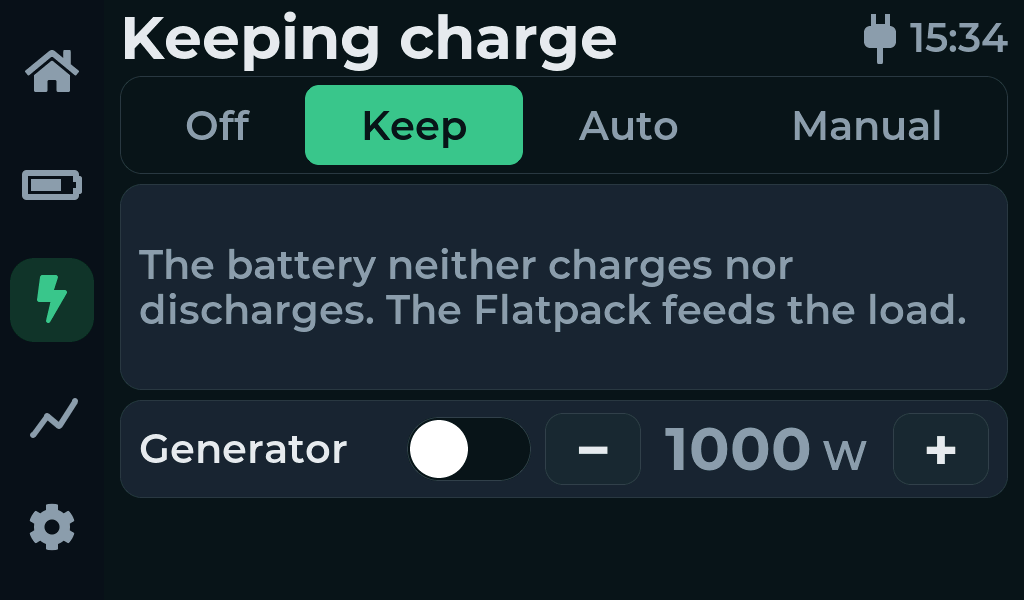 Keeping charge
15:34
Off
Keep
Auto
Manual
The battery neither charges nor
discharges. The Flatpack feeds the load.
Generator
−
1000 W
+